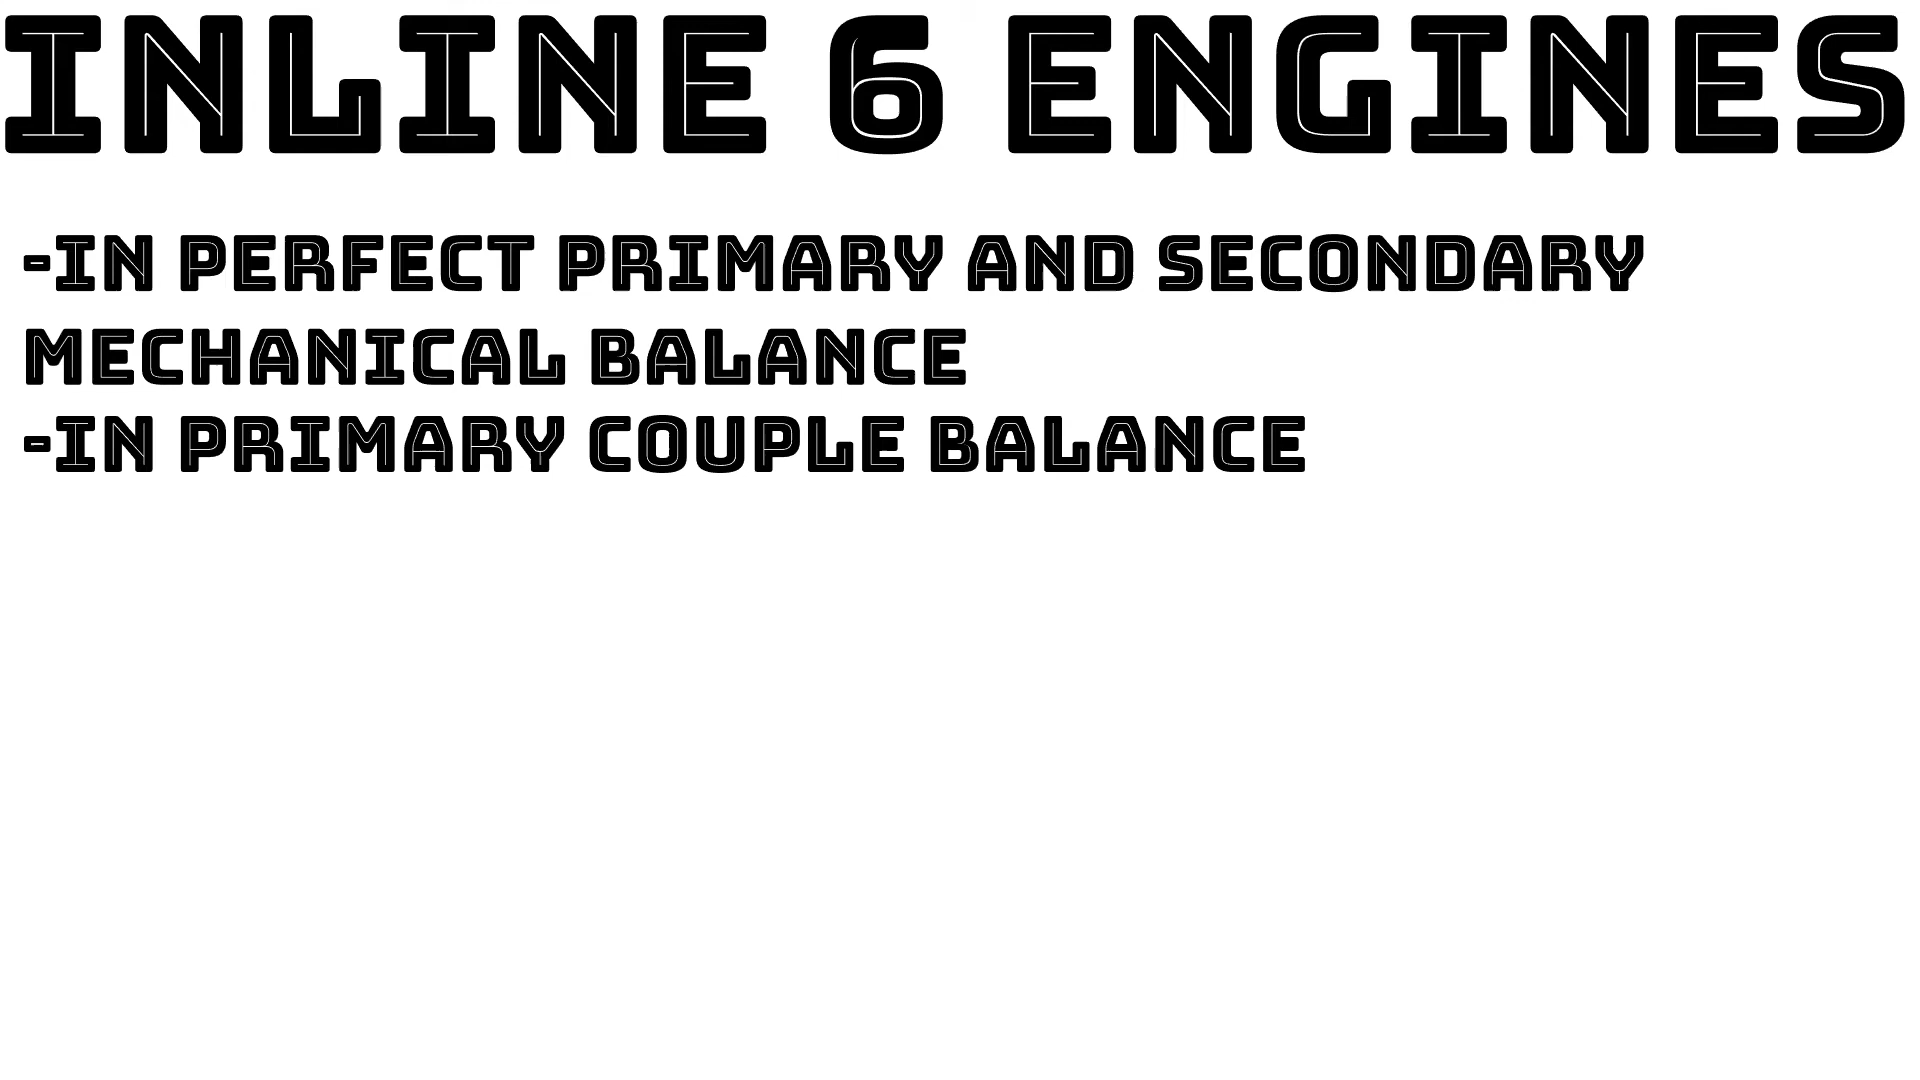 INLINE 6 ENGINES
-IN PERFECT PRIMARY AND SECONDARY
MECHANICAL BALANCE
-IN PRIMARY COUPLE BALANCE